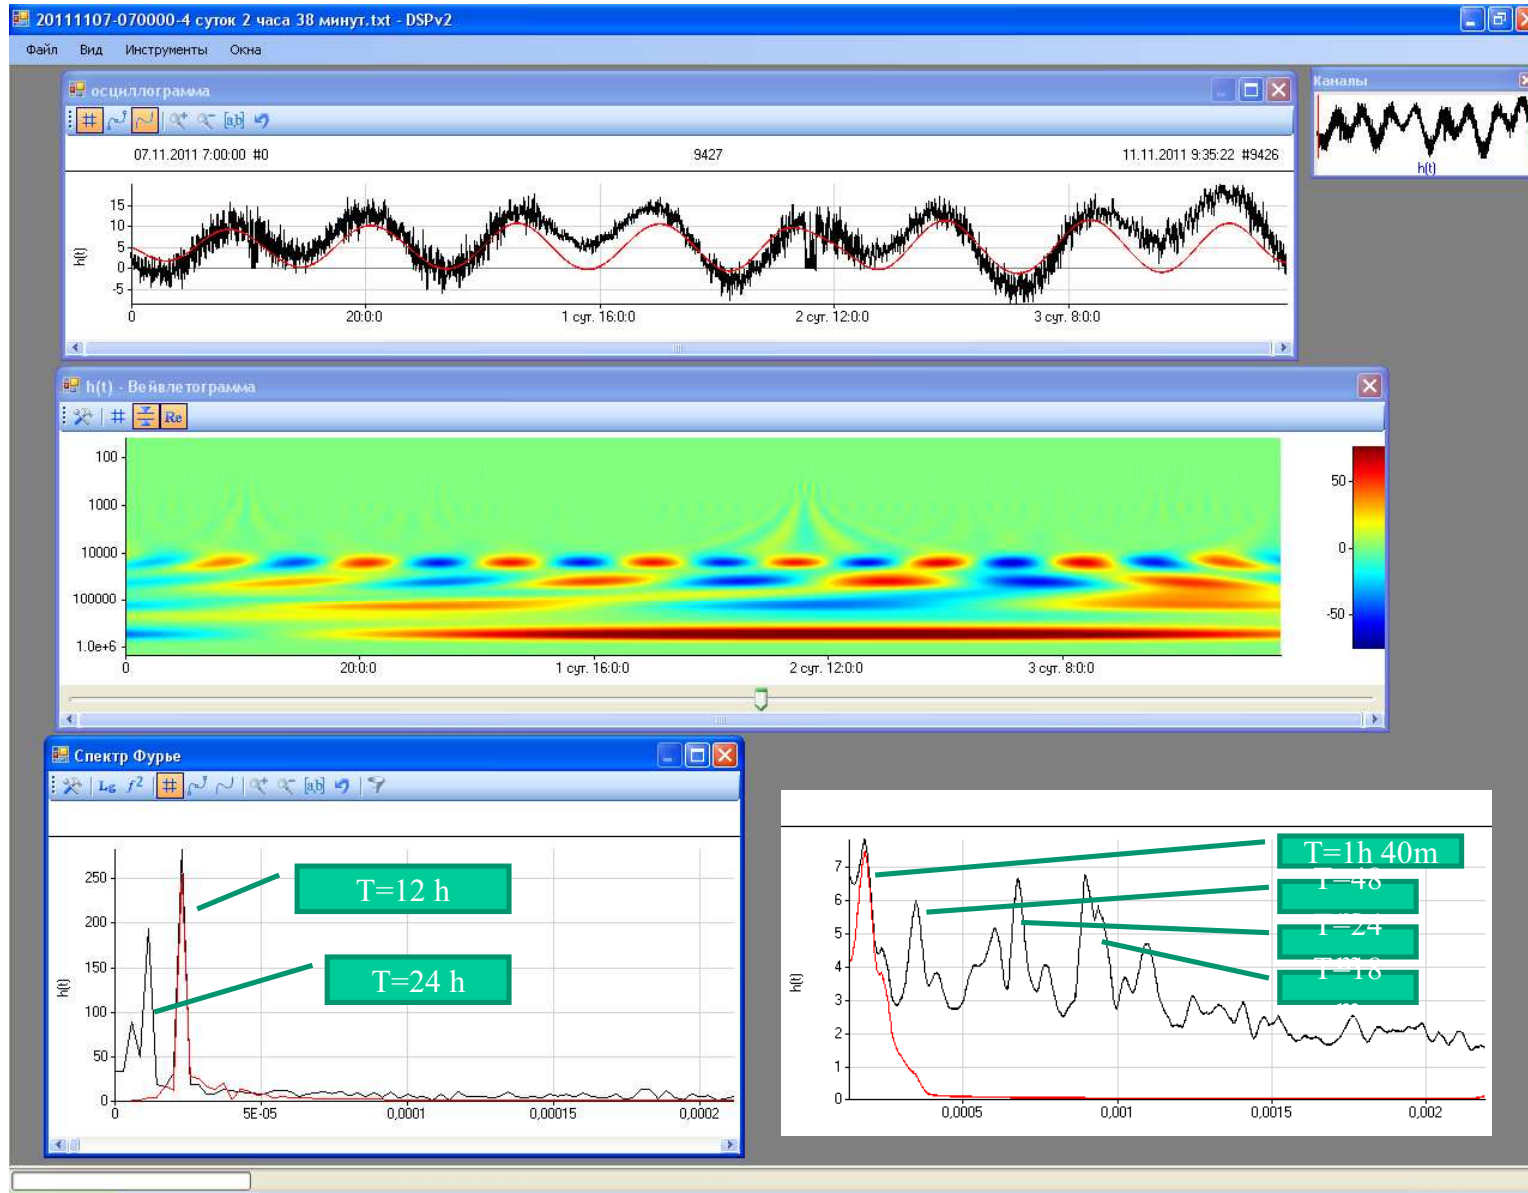 20111107-070000-4 суток 2 часа 38 минут.txt - DSPv2
Файл Вид Инструменты Окна
осциллограмма
[a,b]
07.11.2011 7:00:00 #0 9427 11.11.2011 9:35:22 #9426
15
10
5
0
-5
h(t)
0 20:0:0 1 сут. 16:0:0 2 сут. 12:0:0 3 сут. 8:0:0
Каналы
h(t)
h(t) - Вейвлетограмма
Re
100
1000
10000
100000
1.0e+6
0 20:0:0 1 сут. 16:0:0 2 сут. 12:0:0 3 сут. 8:0:0
50
0
-50
Спектр Фурье
Lg f² [a,b]
250
200
150
100
50
0
h(t)
0 5E-05 0,0001 0,00015 0,0002
T=12 h
T=24 h
7
6
5
4
3
2
1
0
h(t)
0,0005 0,001 0,0015 0,002
T=1h 40m
T=48
T=24
T=18